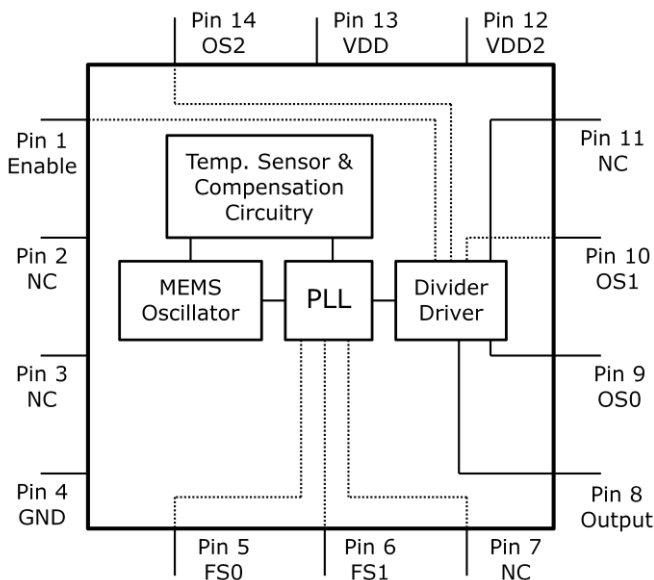 Pin 14
OS2
Pin 13
VDD
Pin 12
VDD2
Pin 1
Enable
Pin 11
NC
Temp. Sensor &
Compensation
Circuitry
Pin 2
NC
Pin 10
OS1
MEMS
Oscillator
PLL
Divider
Driver
Pin 3
NC
Pin 9
OS0
Pin 4
GND
Pin 8
Output
Pin 5
FS0
Pin 6
FS1
Pin 7
NC